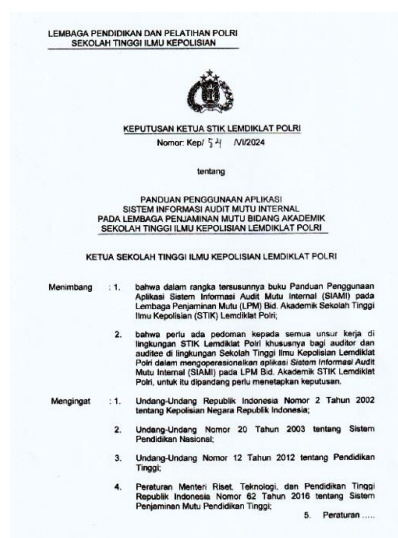 LEMBAGA PENDIDIKAN DAN PELATIHAN POLRI
SEKOLAH TINGGI ILMU KEPOLISIAN
KEPUTUSAN KETUA STIK LEMDIKLAT POLRI
Nomor: Kep/ 54 /VI/2024
tentang
PANDUAN PENGGUNAAN APLIKASI
SISTEM INFORMASI AUDIT MUTU INTERNAL
PADA LEMBAGA PENJAMINAN MUTU BIDANG AKADEMIK
SEKOLAH TINGGI ILMU KEPOLISIAN LEMDIKLAT POLRI
KETUA SEKOLAH TINGGI ILMU KEPOLISIAN LEMDIKLAT POLRI
Menimbang : 1. bahwa dalam rangka tersusunnya buku Panduan Penggunaan
Aplikasi Sistem Informasi Audit Mutu Internal (SIAMI) pada
Lembaga Penjaminan Mutu (LPM) Bid. Akademik Sekolah Tinggi
Ilmu Kepolisian (STIK) Lemdiklat Polri;
2. bahwa perlu ada pedoman kepada semua unsur kerja di
lingkungan STIK Lemdiklat Polri khususnya bagi auditor dan
auditee di lingkungan Sekolah Tinggi Ilmu Kepolisian Lemdiklat
Polri dalam mengoperasionalkan aplikasi Sistem Informasi Audit
Mutu Internal (SIAMI) pada LPM Bid. Akademik STIK Lemdiklat
Polri, untuk itu dipandang perlu menetapkan keputusan.
Mengingat : 1. Undang-Undang Republik Indonesia Nomor 2 Tahun 2002
tentang Kepolisian Negara Republik Indonesia;
2. Undang-Undang Nomor 20 Tahun 2003 tentang Sistem
Pendidikan Nasional;
3. Undang-Undang Nomor 12 Tahun 2012 tentang Pendidikan
Tinggi;
4. Peraturan Menteri Riset, Teknologi, dan Pendidikan Tinggi
Republik Indonesia Nomor 62 Tahun 2016 tentang Sistem
Penjaminan Mutu Pendidikan Tinggi;
5. Peraturan .....